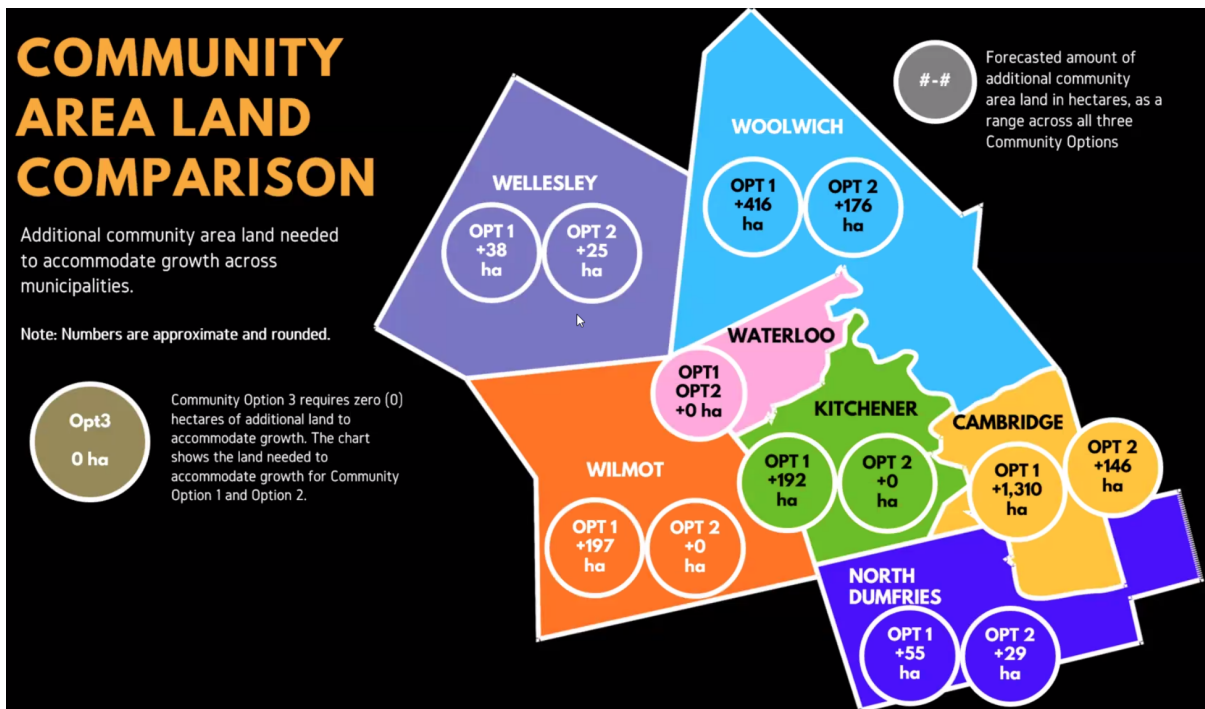 COMMUNITY
AREA LAND
COMPARISON
Additional community area land needed
to accommodate growth across
municipalities.
Note: Numbers are approximate and rounded.
Opt3
0 ha
Community Option 3 requires zero (0)
hectares of additional land to
accommodate growth. The chart
shows the land needed to
accommodate growth for Community
Option 1 and Option 2.
#-#
Forecasted amount of
additional community
area land in hectares, as a
range across all three
Community Options
WOOLWICH
OPT 1
+416
ha
OPT 2
+176
ha
WELLESLEY
OPT 1
+38
ha
OPT 2
+25
ha
WATERLOO
OPT1
OPT2
+0 ha
KITCHENER
OPT 1
+192
ha
OPT 2
+0
ha
CAMBRIDGE
OPT 1
+1,310
ha
OPT 2
+146
ha
WILMOT
OPT 1
+197
ha
OPT 2
+0
ha
NORTH
DUMFRIES
OPT 1
+55
ha
OPT 2
+29
ha